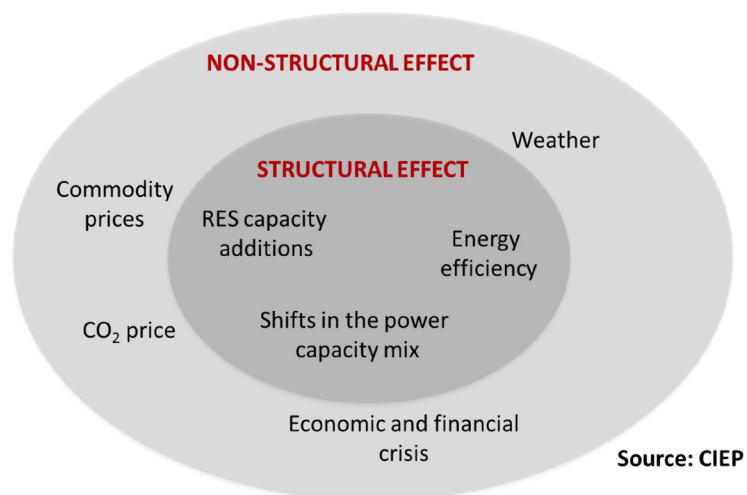 NON-STRUCTURAL EFFECT
Weather
STRUCTURAL EFFECT
Commodity
prices
RES capacity
additions
Energy
efficiency
CO₂ price
Shifts in the power
capacity mix
Economic and financial
crisis
Source: CIEP